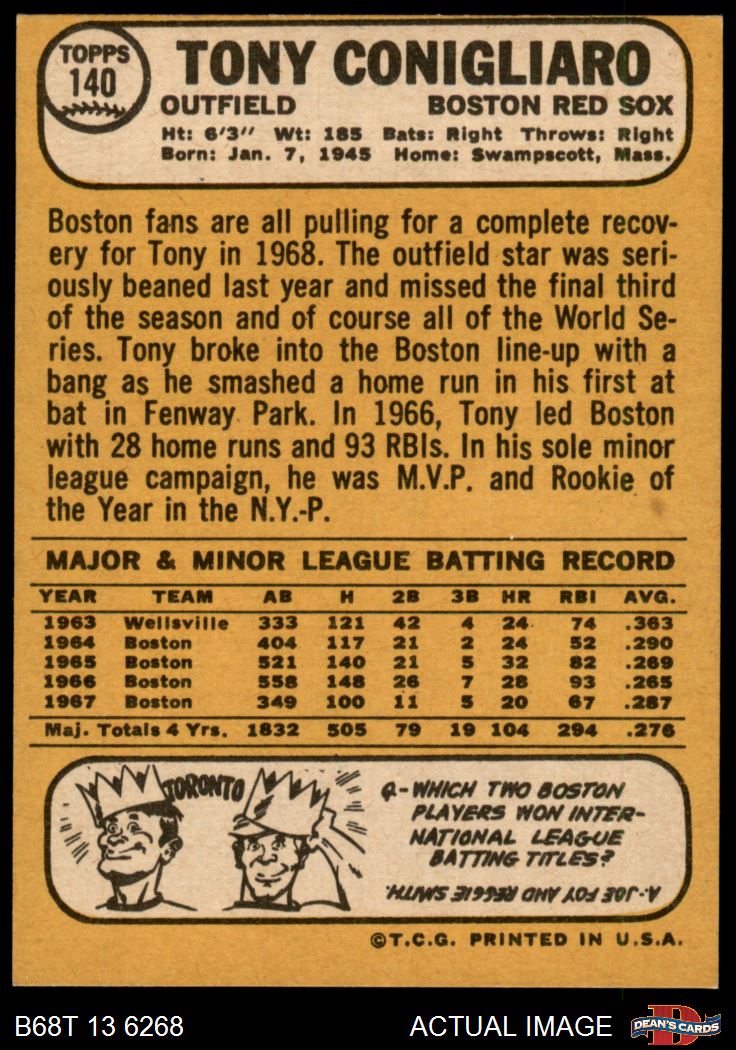 TOPPS
140
TONY CONIGLIARO
OUTFIELD BOSTON RED SOX
Ht: 6'3" Wt: 185 Bats: Right Throws: Right
Born: Jan. 7, 1945 Home: Swampscott, Mass.
Boston fans are all pulling for a complete recov-
ery for Tony in 1968. The outfield star was seri-
ously beaned last year and missed the final third
of the season and of course all of the World Se-
ries. Tony broke into the Boston line-up with a
bang as he smashed a home run in his first at
bat in Fenway Park. In 1966, Tony led Boston
with 28 home runs and 93 RBIs. In his sole minor
league campaign, he was M.V.P. and Rookie of
the Year in the N.Y.-P.
MAJOR & MINOR LEAGUE BATTING RECORD
YEAR TEAM AB H 2B 3B HR RBI AVG.
1963 Wellsville 333 121 42 4 24 74 .363
1964 Boston 404 117 21 2 24 52 .290
1965 Boston 521 140 21 5 32 82 .269
1966 Boston 558 148 26 7 28 93 .265
1967 Boston 349 100 11 5 20 67 .287
Maj. Totals 4 Yrs. 1832 505 79 19 104 294 .276
TORONTO
Q-WHICH TWO BOSTON
PLAYERS WON INTER-
NATIONAL LEAGUE
BATTING TITLES?
A-JOE FOY AND REGGIE SMITH.
©T.C.G. PRINTED IN U.S.A.
B68T 13 6268 ACTUAL IMAGE DEAN'S CARDS